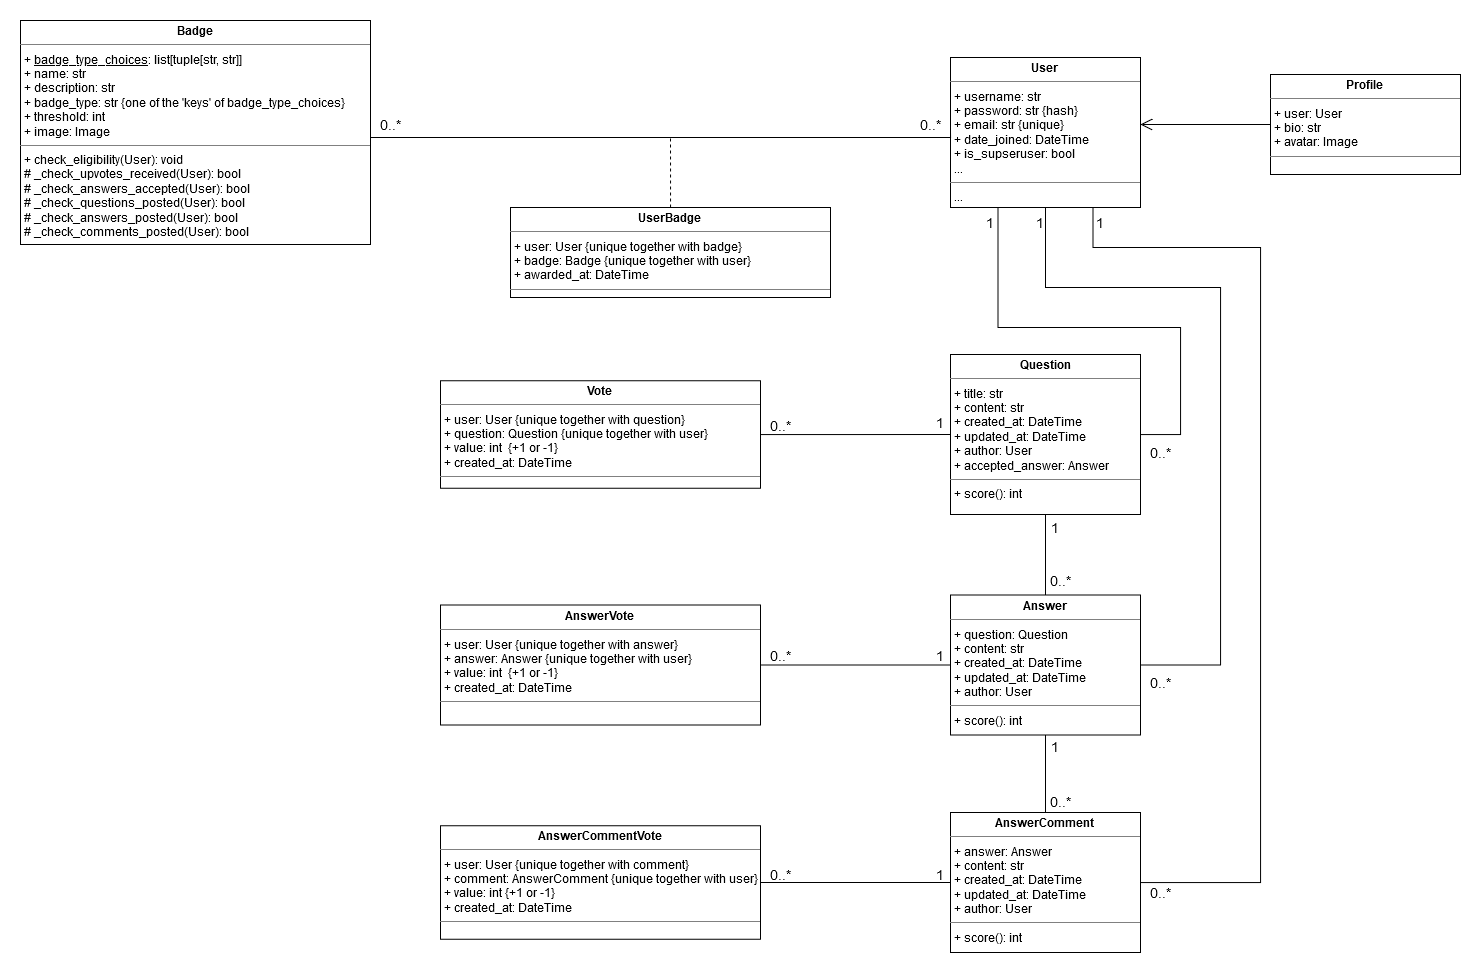 Badge
+ badge_type_choices: list[tuple[str, str]]
+ name: str
+ description: str
+ badge_type: str {one of the 'keys' of badge_type_choices}
+ threshold: int
+ image: Image
+ check_eligibility(User): void
# _check_upvotes_received(User): bool
# _check_answers_accepted(User): bool
# _check_questions_posted(User): bool
# _check_answers_posted(User): bool
# _check_comments_posted(User): bool
0..*
0..*
User
+ username: str
+ password: str {hash}
+ email: str {unique}
+ date_joined: DateTime
+ is_supseruser: bool
...
...
Profile
+ user: User
+ bio: str
+ avatar: Image
1
1
1
UserBadge
+ user: User {unique together with badge}
+ badge: Badge {unique together with user}
+ awarded_at: DateTime
Vote
+ user: User {unique together with question}
+ question: Question {unique together with user}
+ value: int  {+1 or -1}
+ created_at: DateTime
0..*
1
Question
+ title: str
+ content: str
+ created_at: DateTime
+ updated_at: DateTime
+ author: User
+ accepted_answer: Answer
+ score(): int
0..*
1
0..*
AnswerVote
+ user: User {unique together with answer}
+ answer: Answer {unique together with user}
+ value: int  {+1 or -1}
+ created_at: DateTime
0..*
1
Answer
+ question: Question
+ content: str
+ created_at: DateTime
+ updated_at: DateTime
+ author: User
+ score(): int
0..*
1
0..*
AnswerCommentVote
+ user: User {unique together with comment}
+ comment: AnswerComment {unique together with user}
+ value: int {+1 or -1}
+ created_at: DateTime
0..*
1
AnswerComment
+ answer: Answer
+ content: str
+ created_at: DateTime
+ updated_at: DateTime
+ author: User
+ score(): int
0..*